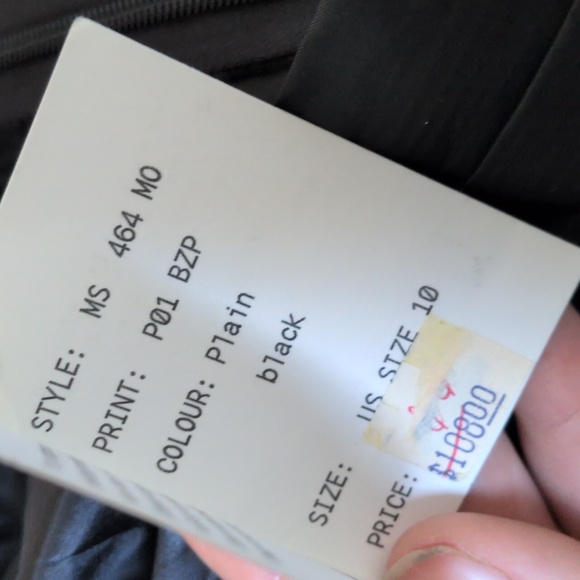 STYLE: MS 464 MO
PRINT: P01 BZP
COLOUR: Plain
black
SIZE: US SIZE 10
PRICE: $10800